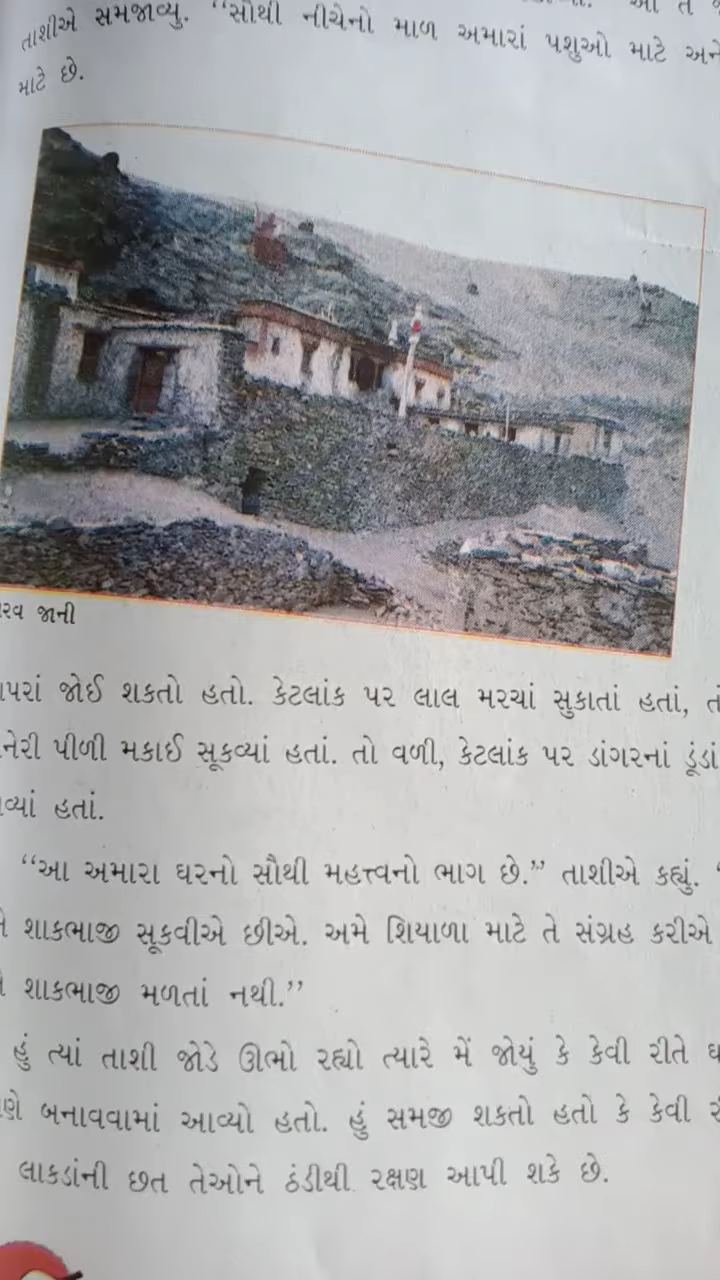 તાશીએ સમજાવ્યુ. “સૌથી નીચેનો માળ અમારાં પશુઓ માટે અને
માટે છે.
જાની
જોઈ શકતો હતો. કેટલાંક પર લાલ મરચાં સુકાતાં હતાં,
પીળી મકાઈ સૂકવ્યાં હતાં. તો વળી, કેટલાંક પર ડાંગરનાં ડૂંડાં
હતાં.
“આ અમારા ઘરનો સૌથી મહત્ત્વનો ભાગ છે.” તાશીએ કહ્યું.
શાકભાજી સૂકવીએ છીએ. અમે શિયાળા માટે તે સંગ્રહ કરીએ
શાકભાજી મળતાં નથી.”
હું ત્યાં તાશી જોડે ઊભો રહ્યો ત્યારે મેં જોયું કે કેવી રીતે
બનાવવામાં આવ્યો હતો. હું સમજી શકતો હતો કે કેવી
લાકડાંની છત તેઓને ઠંડીથી રક્ષણ આપી શકે છે.